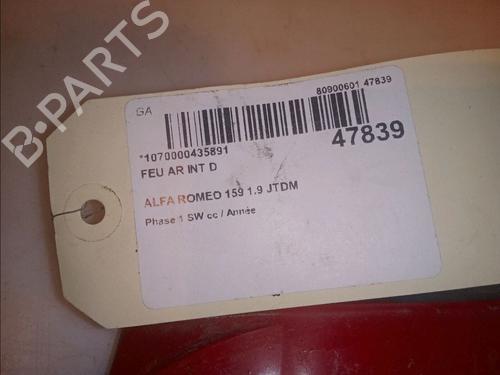 B-PARTS
GA
80900601 47839
47839
*1070000435891
FEU AR INT D
ALFA ROMEO 159 1.9 JTDM
Phase 1 SW cc / Année